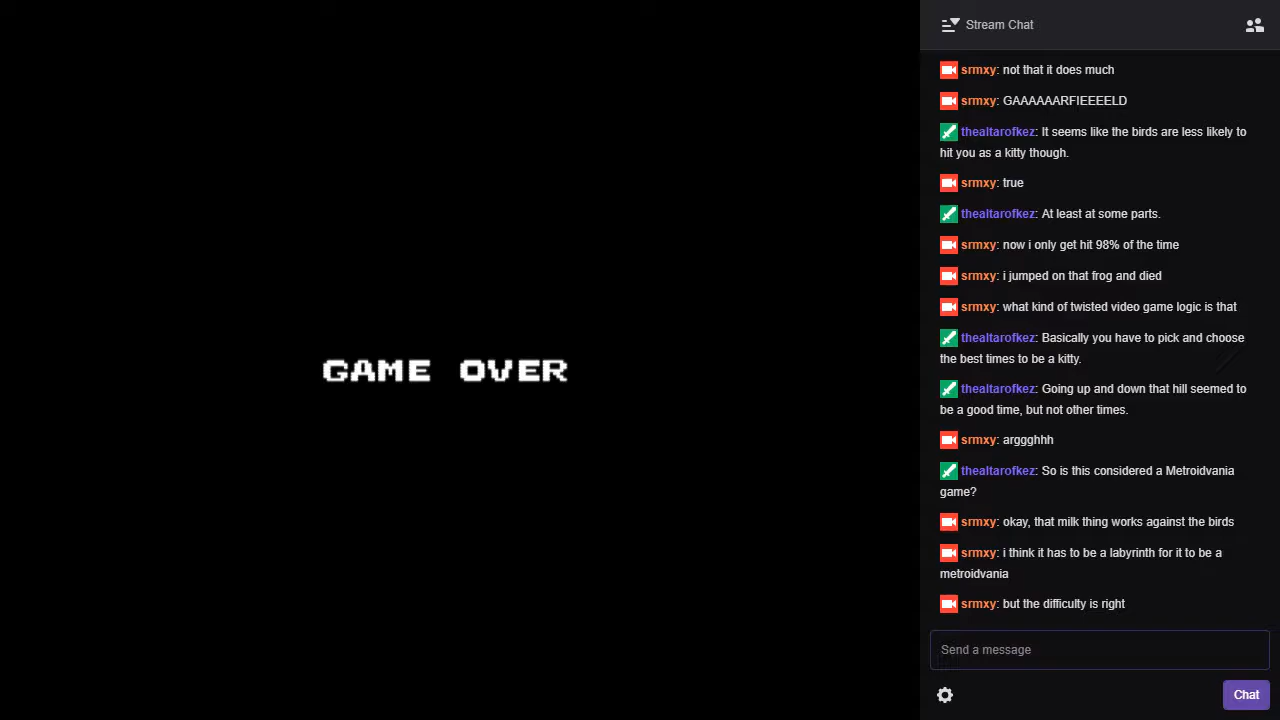 GAME OVER
Stream Chat
srmxy: not that it does much
srmxy: GAAAAAARFIEEEELD
thealtarofkez: It seems like the birds are less likely to
hit you as a kitty though.
srmxy: true
thealtarofkez: At least at some parts.
srmxy: now i only get hit 98% of the time
srmxy: i jumped on that frog and died
srmxy: what kind of twisted video game logic is that
thealtarofkez: Basically you have to pick and choose
the best times to be a kitty.
thealtarofkez: Going up and down that hill seemed to
be a good time, but not other times.
srmxy: arggghhh
thealtarofkez: So is this considered a Metroidvania
game?
srmxy: okay, that milk thing works against the birds
srmxy: i think it has to be a labyrinth for it to be a
metroidvania
srmxy: but the difficulty is right
Send a message
Chat